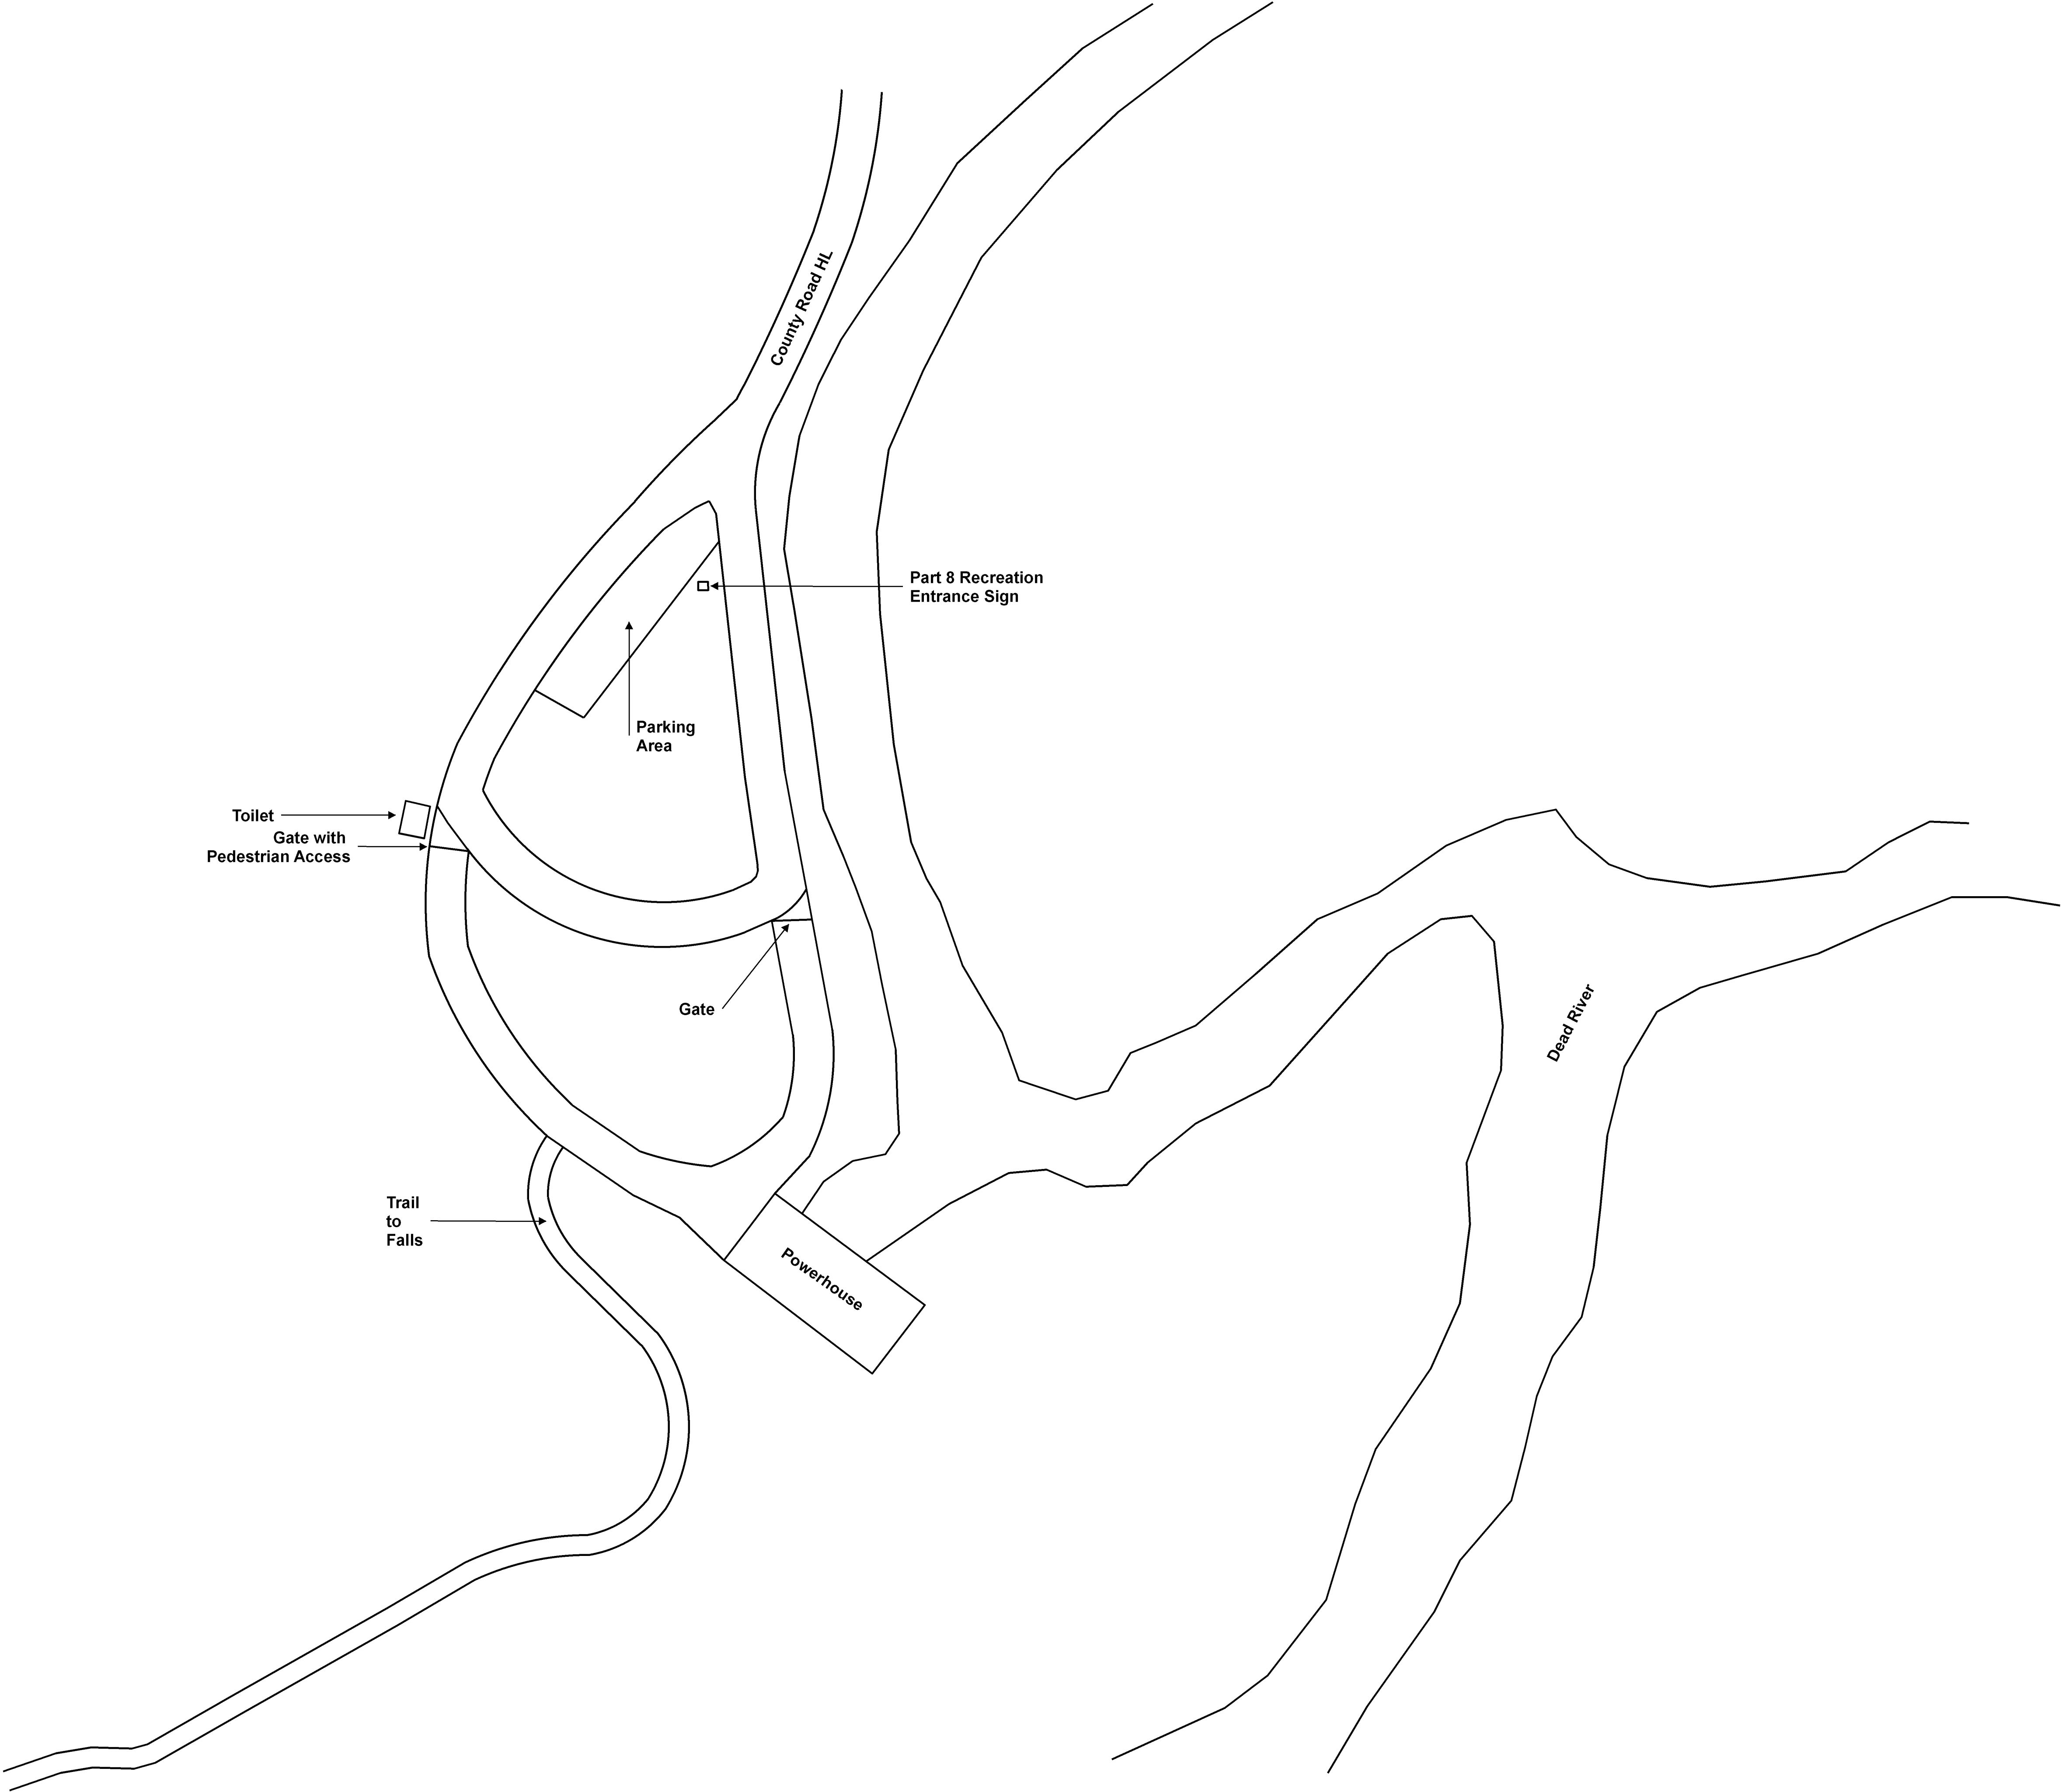 County Road HL
Part 8 Recreation
Entrance Sign
Parking
Area
Toilet
Gate with
Pedestrian Access
Gate
Dead River
Trail
to
Falls
Powerhouse